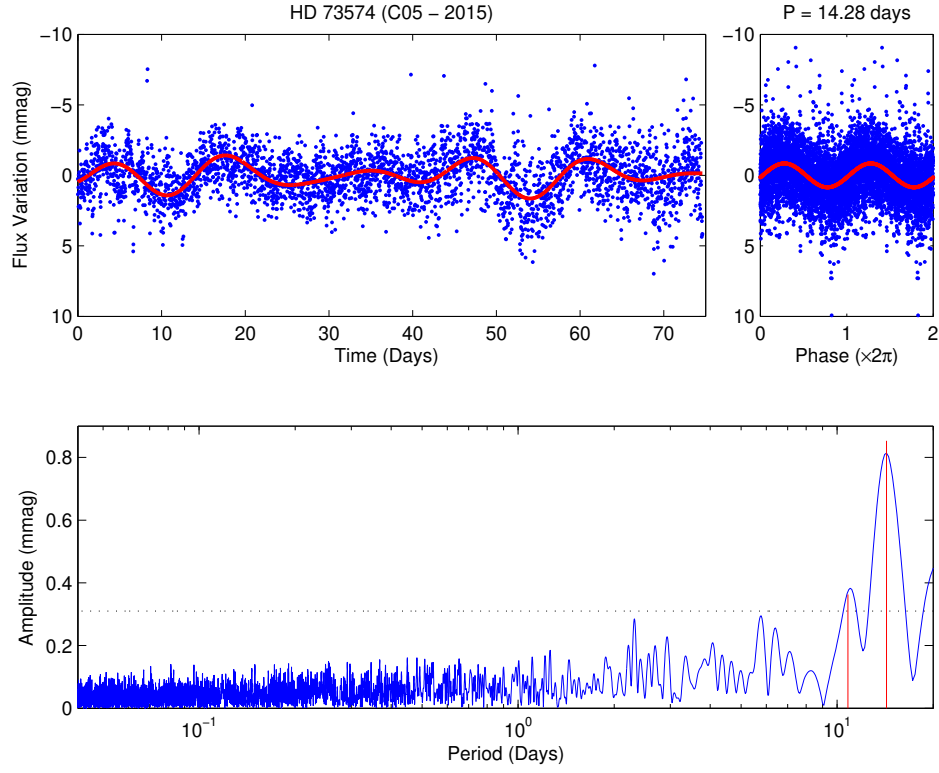 HD 73574 (C05 − 2015)
−10
−5
0
5
10
Flux Variation (mmag)
0 10 20 30 40 50 60 70
Time (Days)
P = 14.28 days
−10
−5
0
5
10
0 1 2
Phase (×2π)
0.8
0.6
0.4
0.2
0
Amplitude (mmag)
10⁻¹ 10⁰ 10¹
Period (Days)